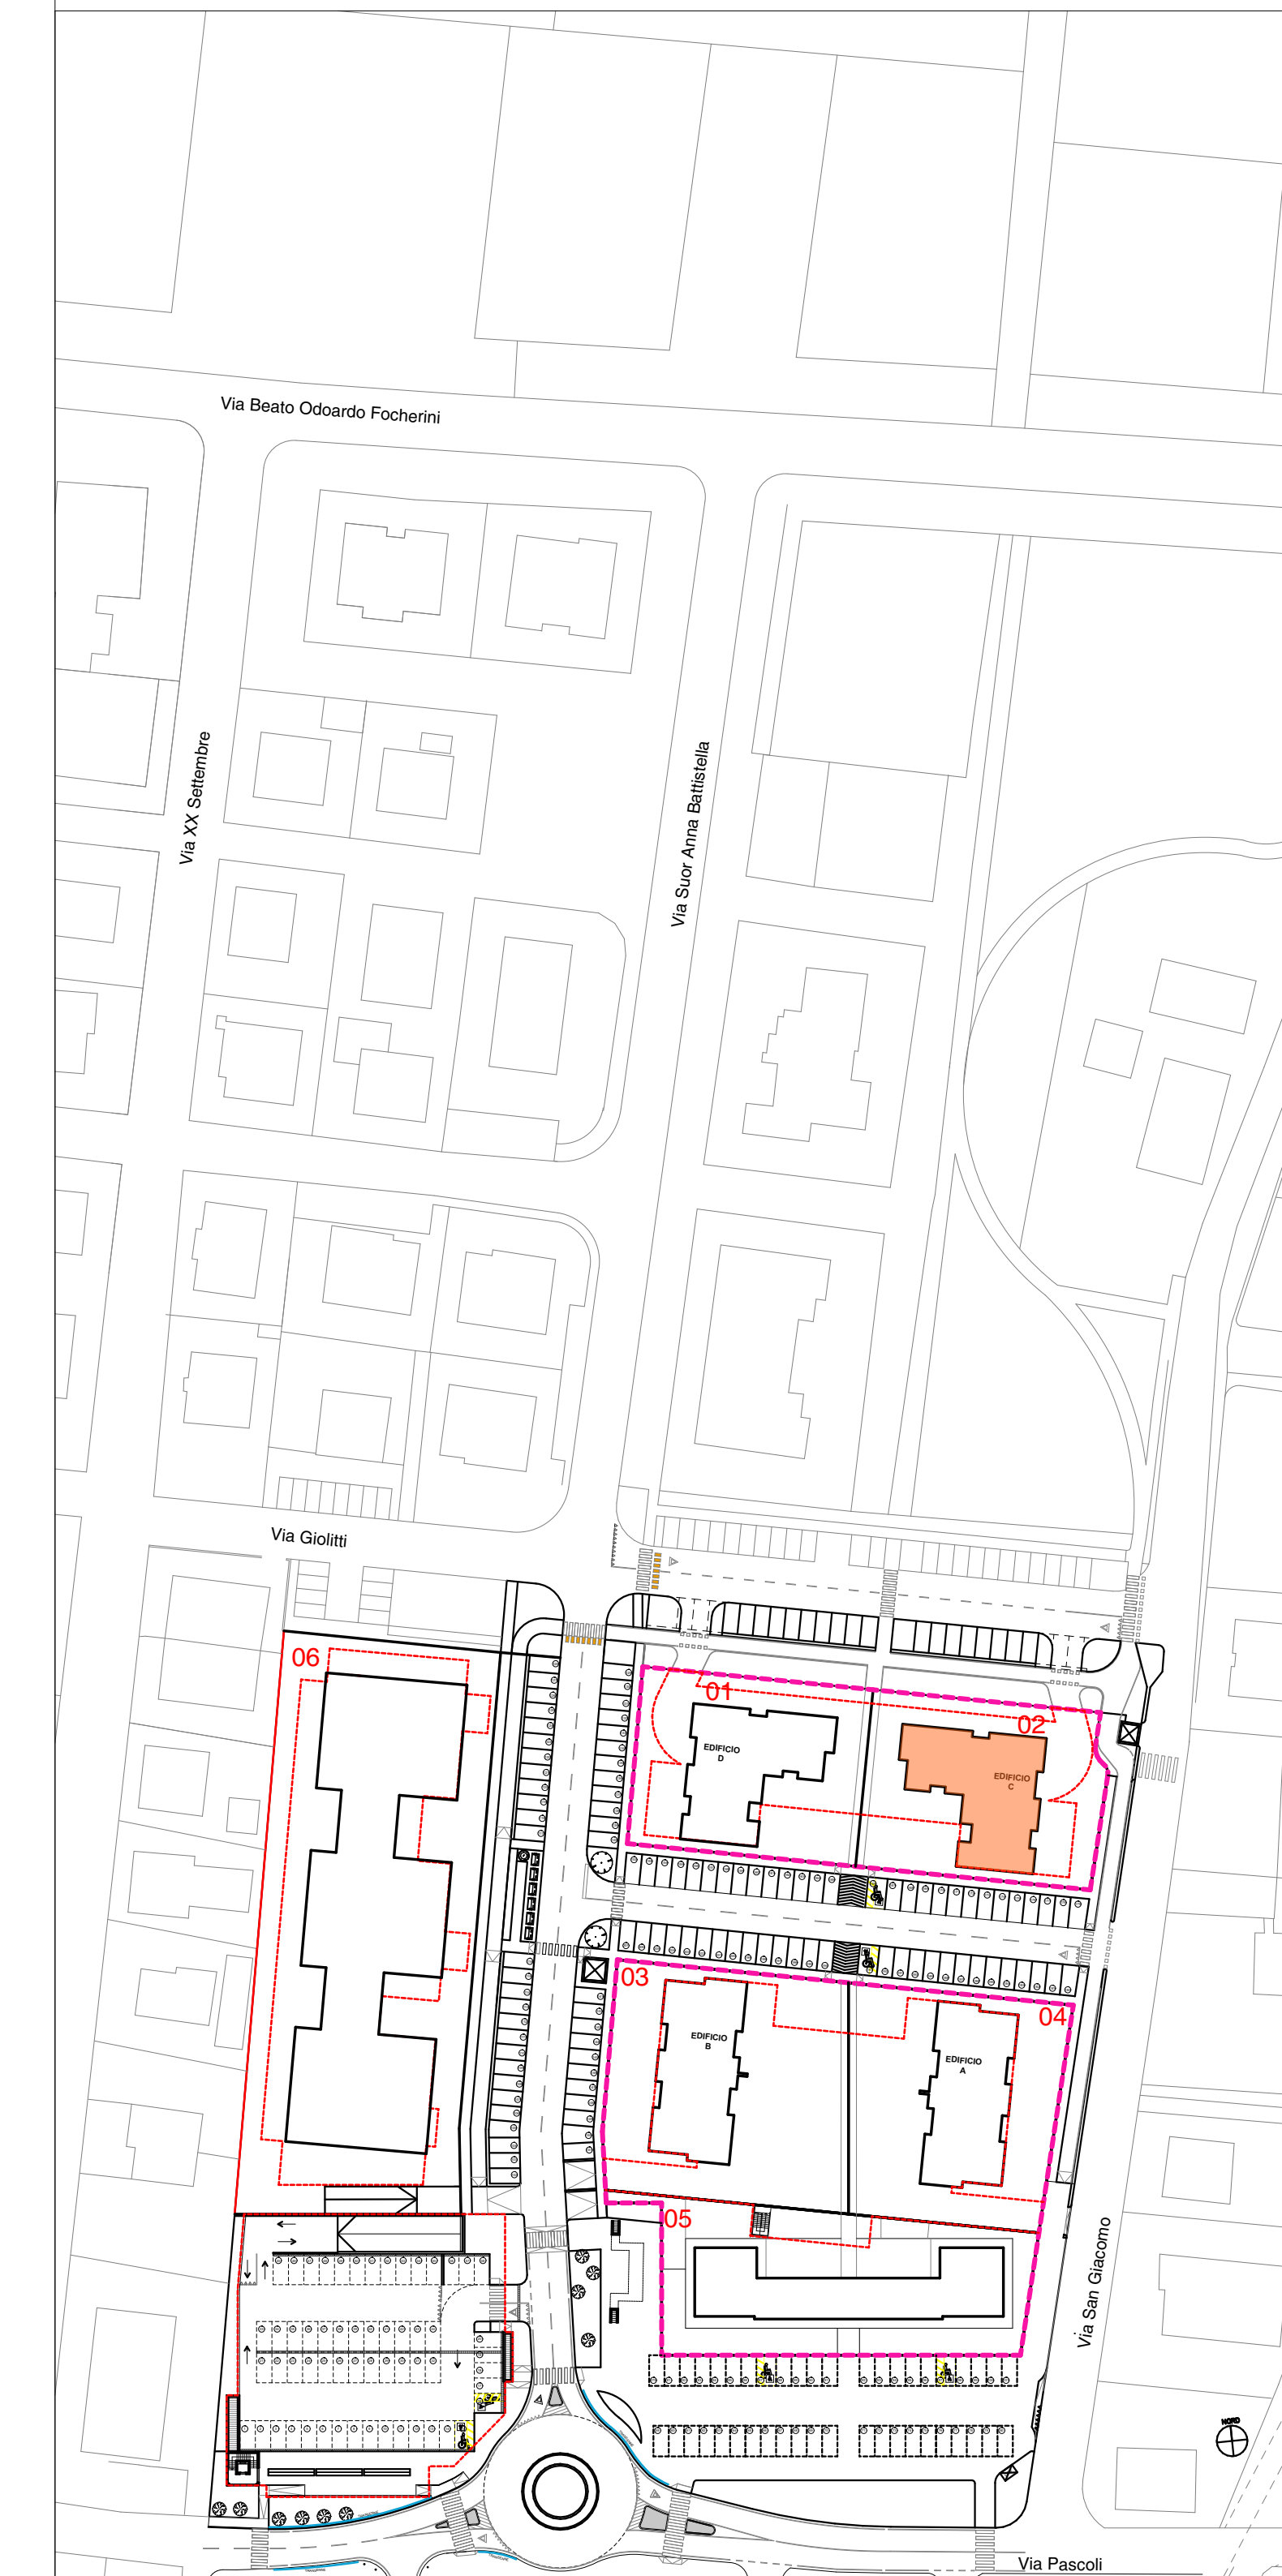 Via Beato Odoardo Focherini
Via XX Settembre
Via Suor Anna Battistella
Via Giolitti
06
01
02
EDIFICIO
D
EDIFICIO
C
03
04
EDIFICIO
B
EDIFICIO
A
05
Via San Giacomo
NORD
Via Pascoli